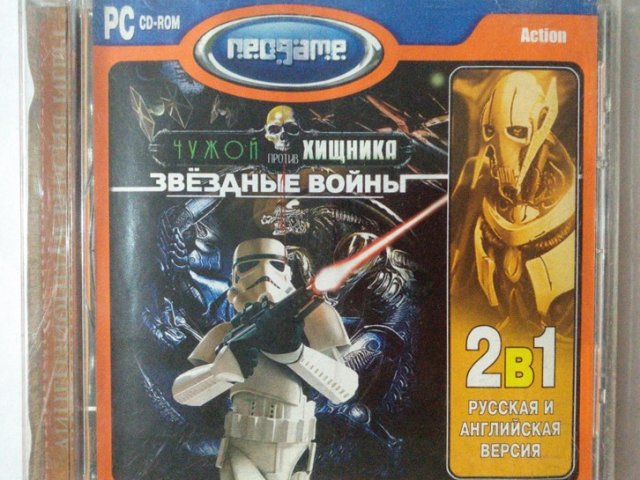 PC CD-ROM
neogame
Action
ЧУЖОЙ ПРОТИВ ХИЩНИКА
ЗВЁЗДНЫЕ ВОЙНЫ
2в1
РУССКАЯ И
АНГЛИЙСКАЯ
ВЕРСИЯ